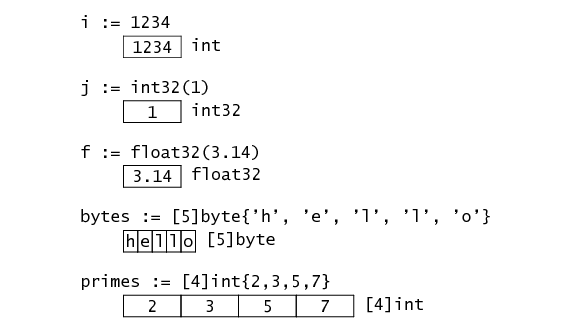 i := 1234
1234 int
j := int32(1)
1 int32
f := float32(3.14)
3.14 float32
bytes := [5]byte{’h’, ’e’, ’l’, ’l’, ’o’}
h e l l o [5]byte
primes := [4]int{2,3,5,7}
2 3 5 7 [4]int